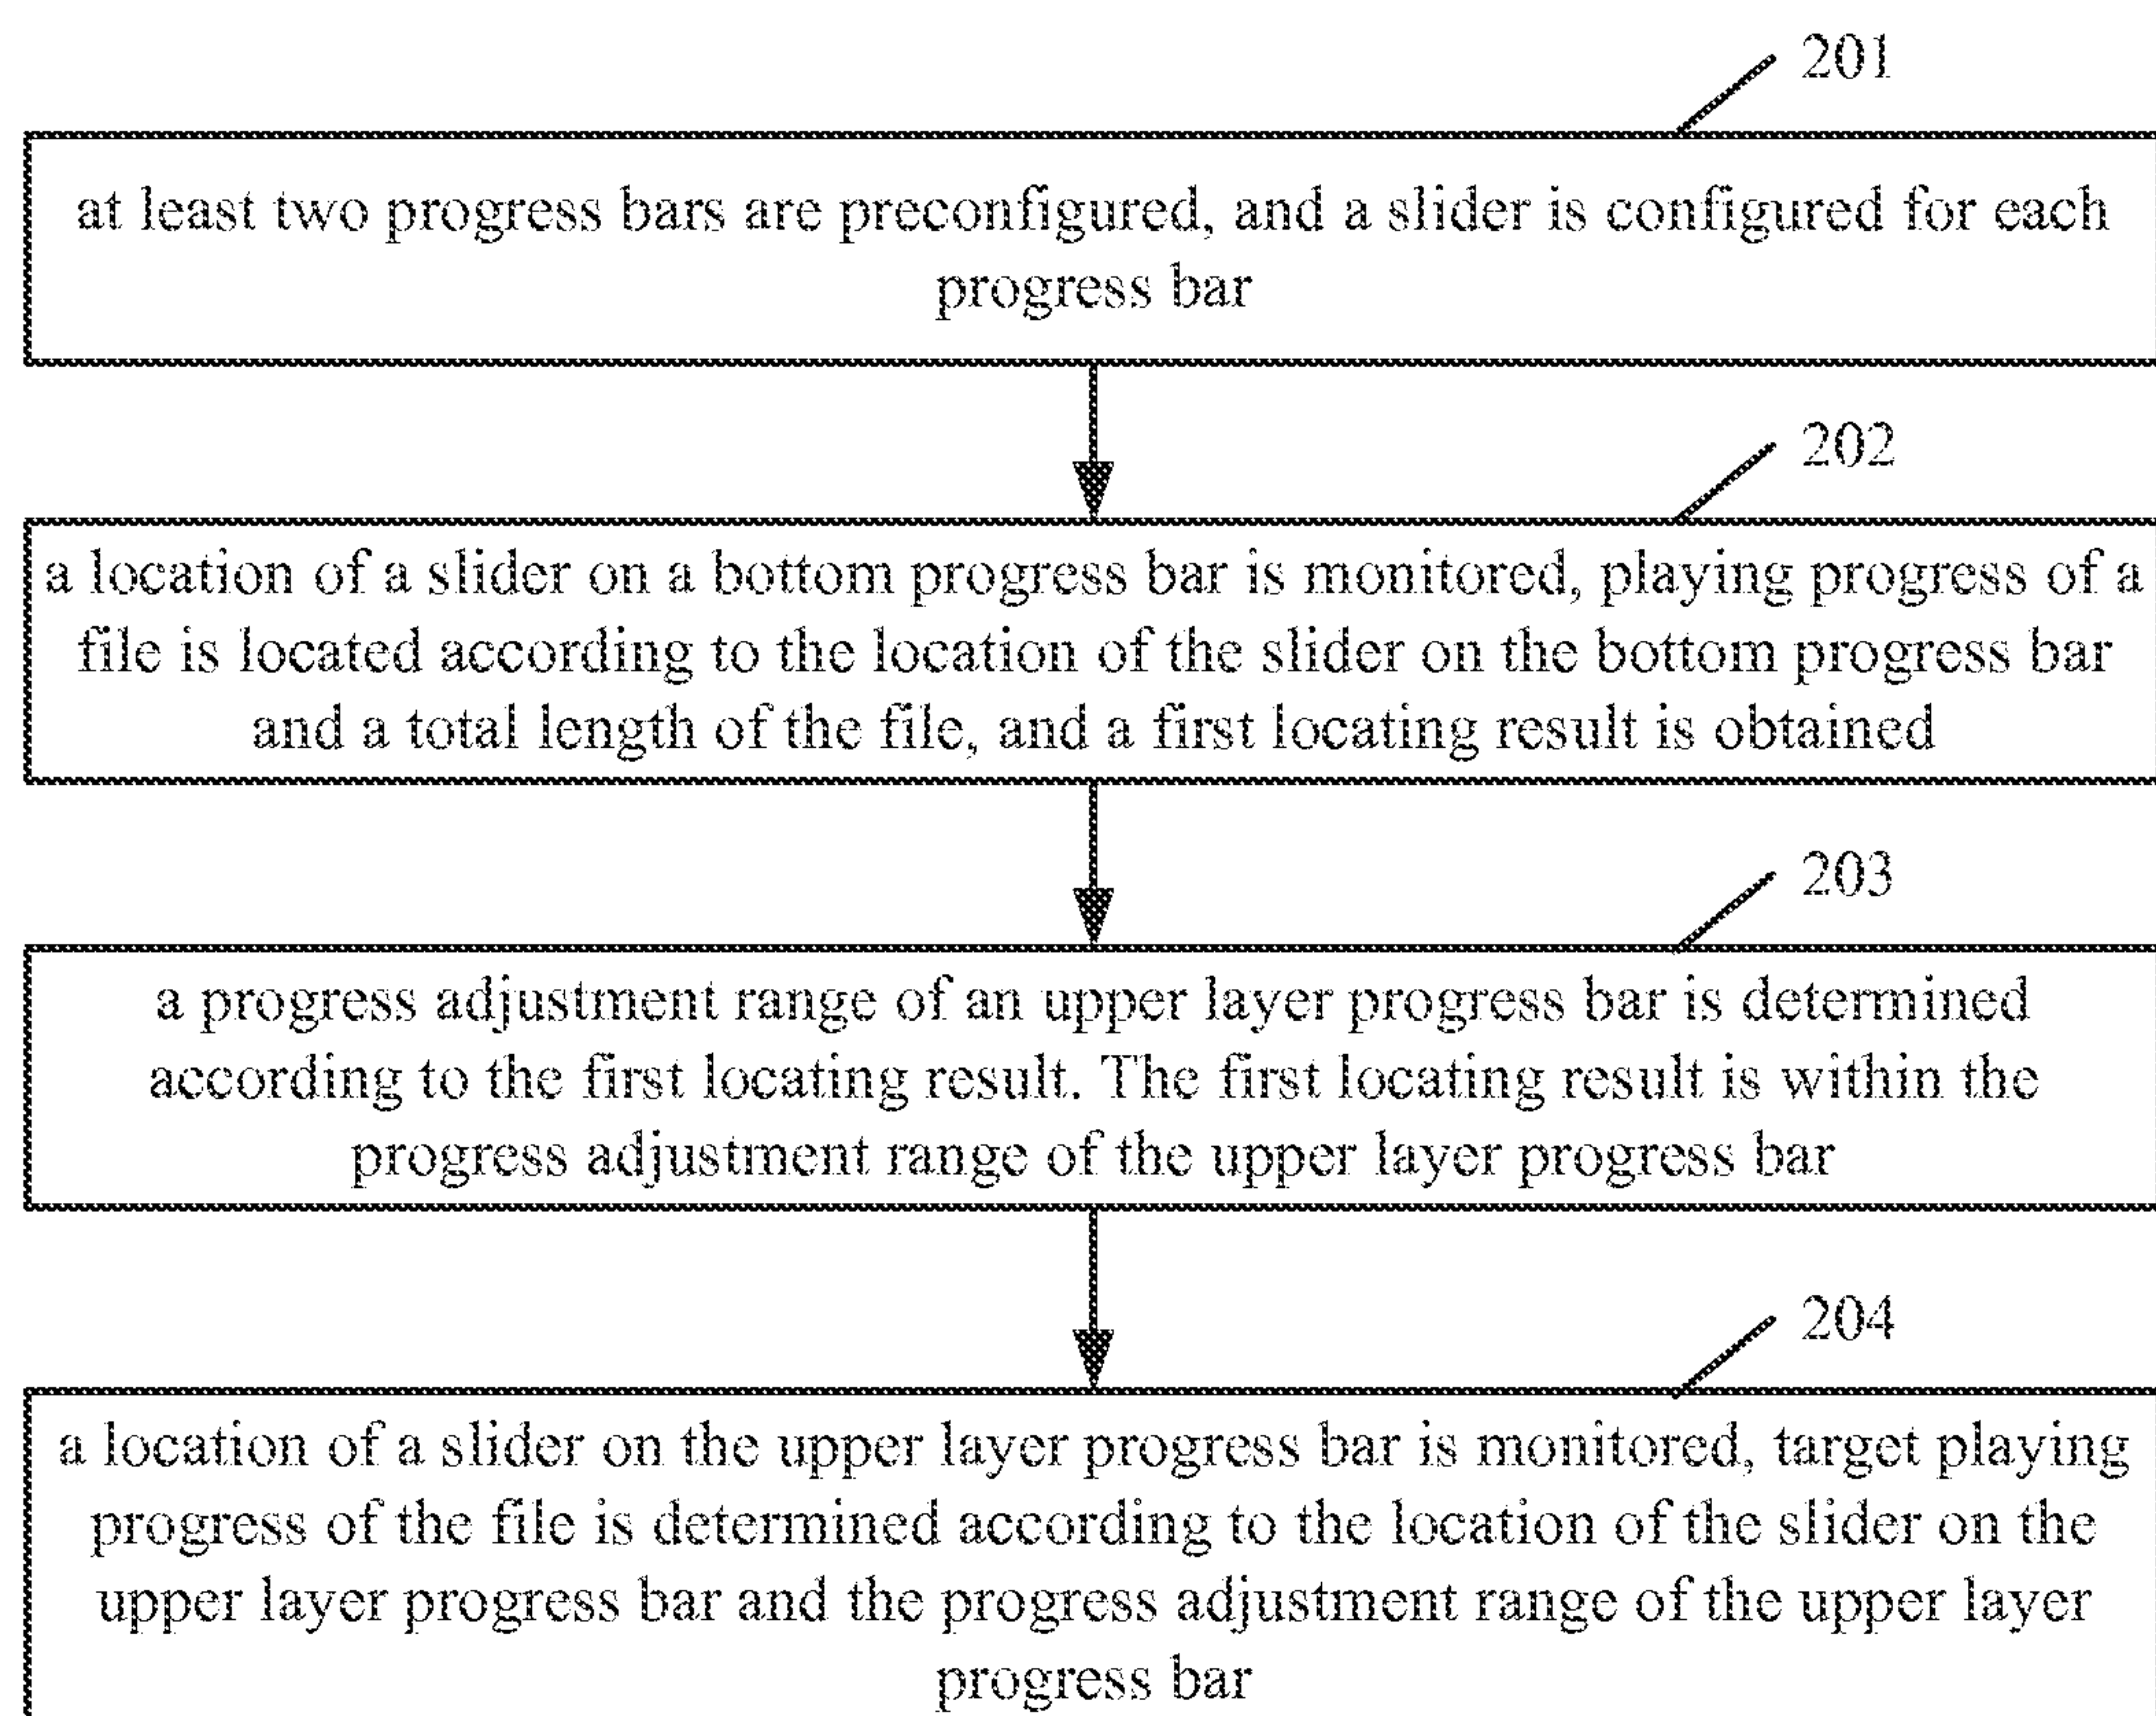 201
at least two progress bars are preconfigured, and a slider is configured for each
progress bar
202
a location of a slider on a bottom progress bar is monitored, playing progress of a
file is located according to the location of the slider on the bottom progress bar
and a total length of the file, and a first locating result is obtained
203
a progress adjustment range of an upper layer progress bar is determined
according to the first locating result. The first locating result is within the
progress adjustment range of the upper layer progress bar
204
a location of a slider on the upper layer progress bar is monitored, target playing
progress of the file is determined according to the location of the slider on the
upper layer progress bar and the progress adjustment range of the upper layer
progress bar